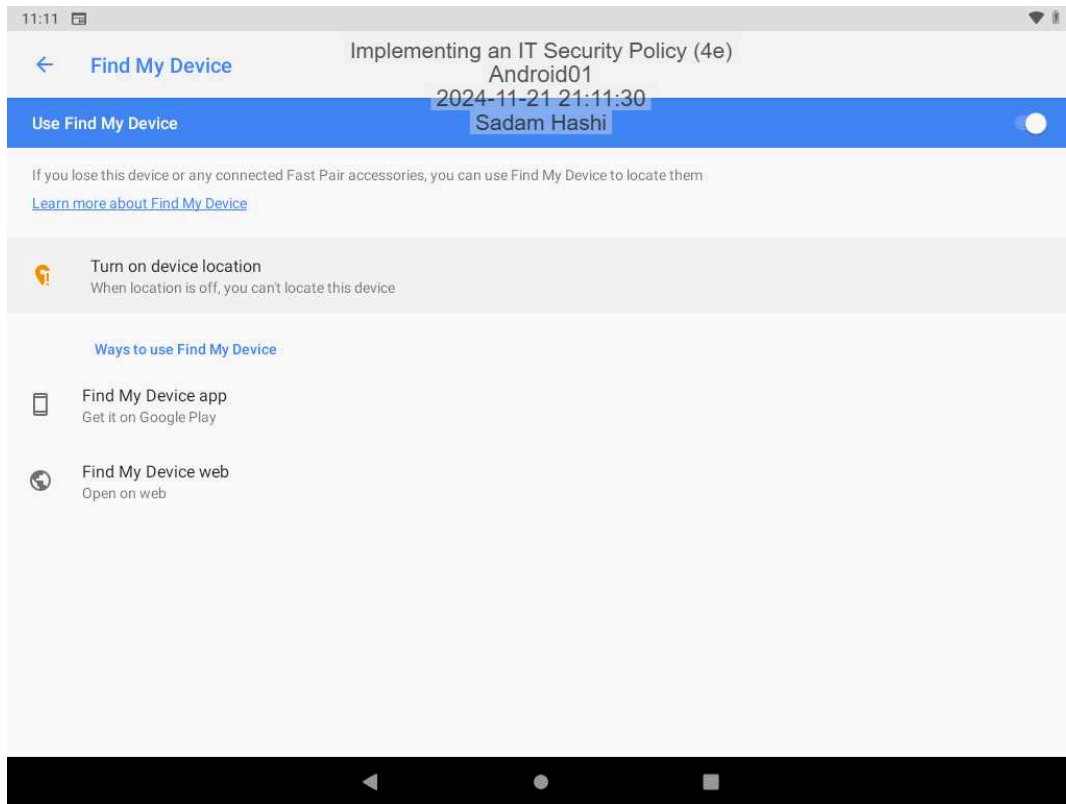 11:11
Find My Device
Implementing an IT Security Policy (4e)
Android01
2024-11-21 21:11:30
Sadam Hashi
Use Find My Device
If you lose this device or any connected Fast Pair accessories, you can use Find My Device to locate them
Learn more about Find My Device
Turn on device location
When location is off, you can't locate this device
Ways to use Find My Device
Find My Device app
Get it on Google Play
Find My Device web
Open on web